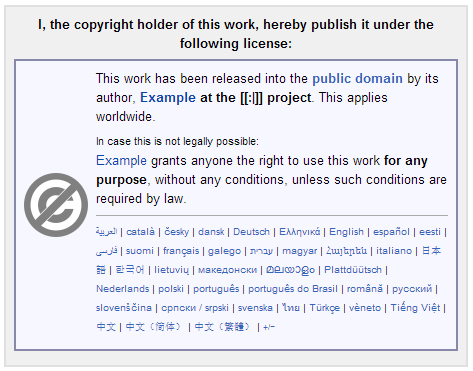 I, the copyright holder of this work, hereby publish it under the
following license:
This work has been released into the public domain by its
author, Example at the [[:|]] project. This applies
worldwide.
In case this is not legally possible:
Example grants anyone the right to use this work for any
purpose, without any conditions, unless such conditions are
required by law.
العربية | català | česky | dansk | Deutsch | Ελληνικά | English | español | eesti |
فارسی | suomi | français | galego | עברית | magyar | Հայերեն | italiano | 日本
語 | 한국어 | lietuvių | македонски | മലയാളം | Plattdüütsch |
Nederlands | polski | português | português do Brasil | română | русский |
slovenščina | српски / srpski | svenska | ไทย | Türkçe | vèneto | Tiếng Việt |
中文 | 中文（简体） | 中文（繁體） | +/−